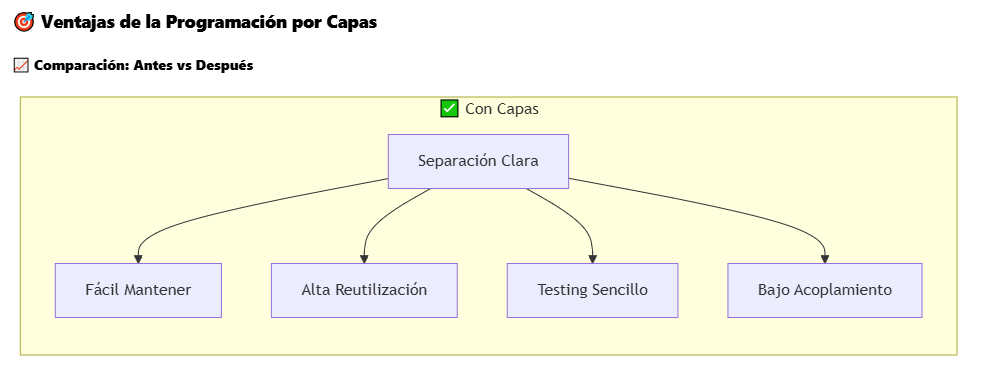 🎯 Ventajas de la Programación por Capas
📈 Comparación: Antes vs Después
✅ Con Capas
Separación Clara
Fácil Mantener
Alta Reutilización
Testing Sencillo
Bajo Acoplamiento